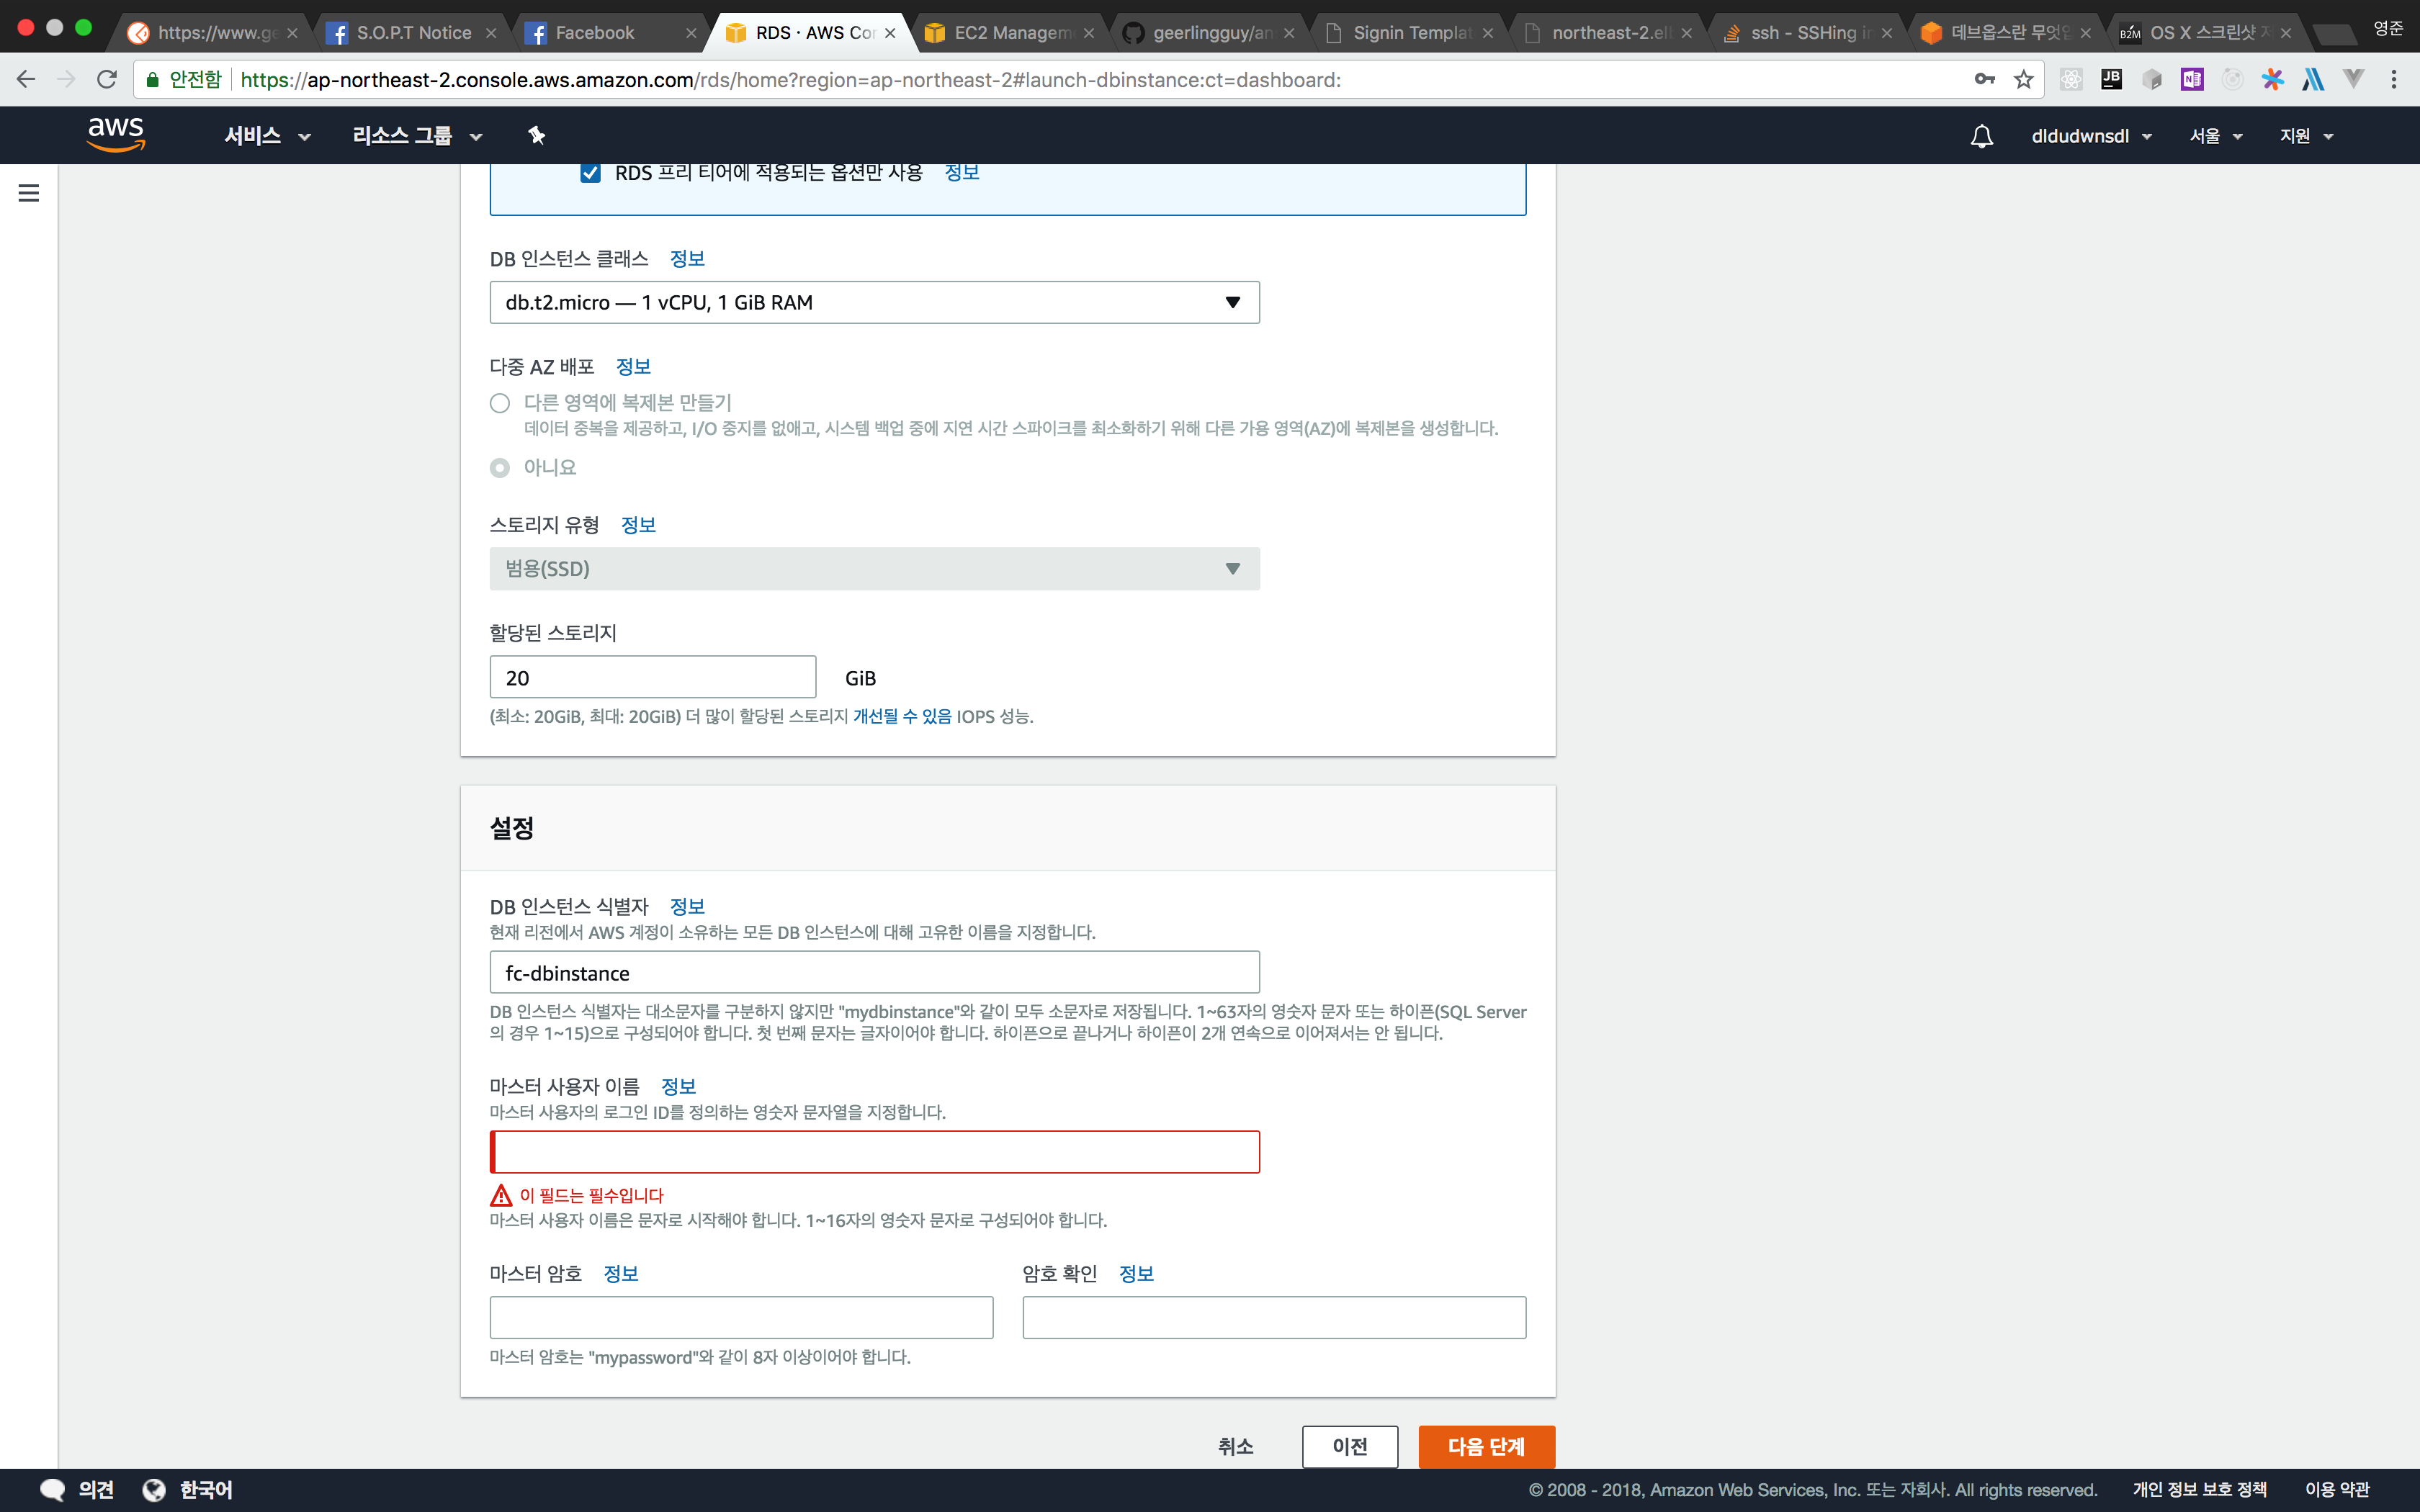 https://www.ge
S.O.P.T Notice
Facebook
RDS · AWS Co
EC2 Managem
geerlingguy/an
Signin Templat
northeast-2.el
ssh - SSHing i
데브옵스란 무엇
B2M OS X 스크린샷
영준
안전함 https://ap-northeast-2.console.aws.amazon.com/rds/home?region=ap-northeast-2#launch-dbinstance:ct=dashboard:
JB
aws 서비스 리소스 그룹 dldudwnsdl 서울 지원
RDS 프리 티어에 적용되는 옵션만 사용 정보
DB 인스턴스 클래스 정보
db.t2.micro — 1 vCPU, 1 GiB RAM
다중 AZ 배포 정보
다른 영역에 복제본 만들기
데이터 중복을 제공하고, I/O 중지를 없애고, 시스템 백업 중에 지연 시간 스파이크를 최소화하기 위해 다른 가용 영역(AZ)에 복제본을 생성합니다.
아니요
스토리지 유형 정보
범용(SSD)
할당된 스토리지
20 GiB
(최소: 20GiB, 최대: 20GiB) 더 많이 할당된 스토리지 개선될 수 있음 IOPS 성능.
설정
DB 인스턴스 식별자 정보
현재 리전에서 AWS 계정이 소유하는 모든 DB 인스턴스에 대해 고유한 이름을 지정합니다.
fc-dbinstance
DB 인스턴스 식별자는 대소문자를 구분하지 않지만 "mydbinstance"와 같이 모두 소문자로 저장됩니다. 1~63자의 영숫자 문자 또는 하이픈(SQL Server
의 경우 1~15)으로 구성되어야 합니다. 첫 번째 문자는 글자이어야 합니다. 하이픈으로 끝나거나 하이픈이 2개 연속으로 이어져서는 안 됩니다.
마스터 사용자 이름 정보
마스터 사용자의 로그인 ID를 정의하는 영숫자 문자열을 지정합니다.
이 필드는 필수입니다
마스터 사용자 이름은 문자로 시작해야 합니다. 1~16자의 영숫자 문자로 구성되어야 합니다.
마스터 암호 정보 암호 확인 정보
마스터 암호는 "mypassword"와 같이 8자 이상이어야 합니다.
취소 이전 다음 단계
의견 한국어 © 2008 - 2018, Amazon Web Services, Inc. 또는 자회사. All rights reserved. 개인 정보 보호 정책 이용 약관